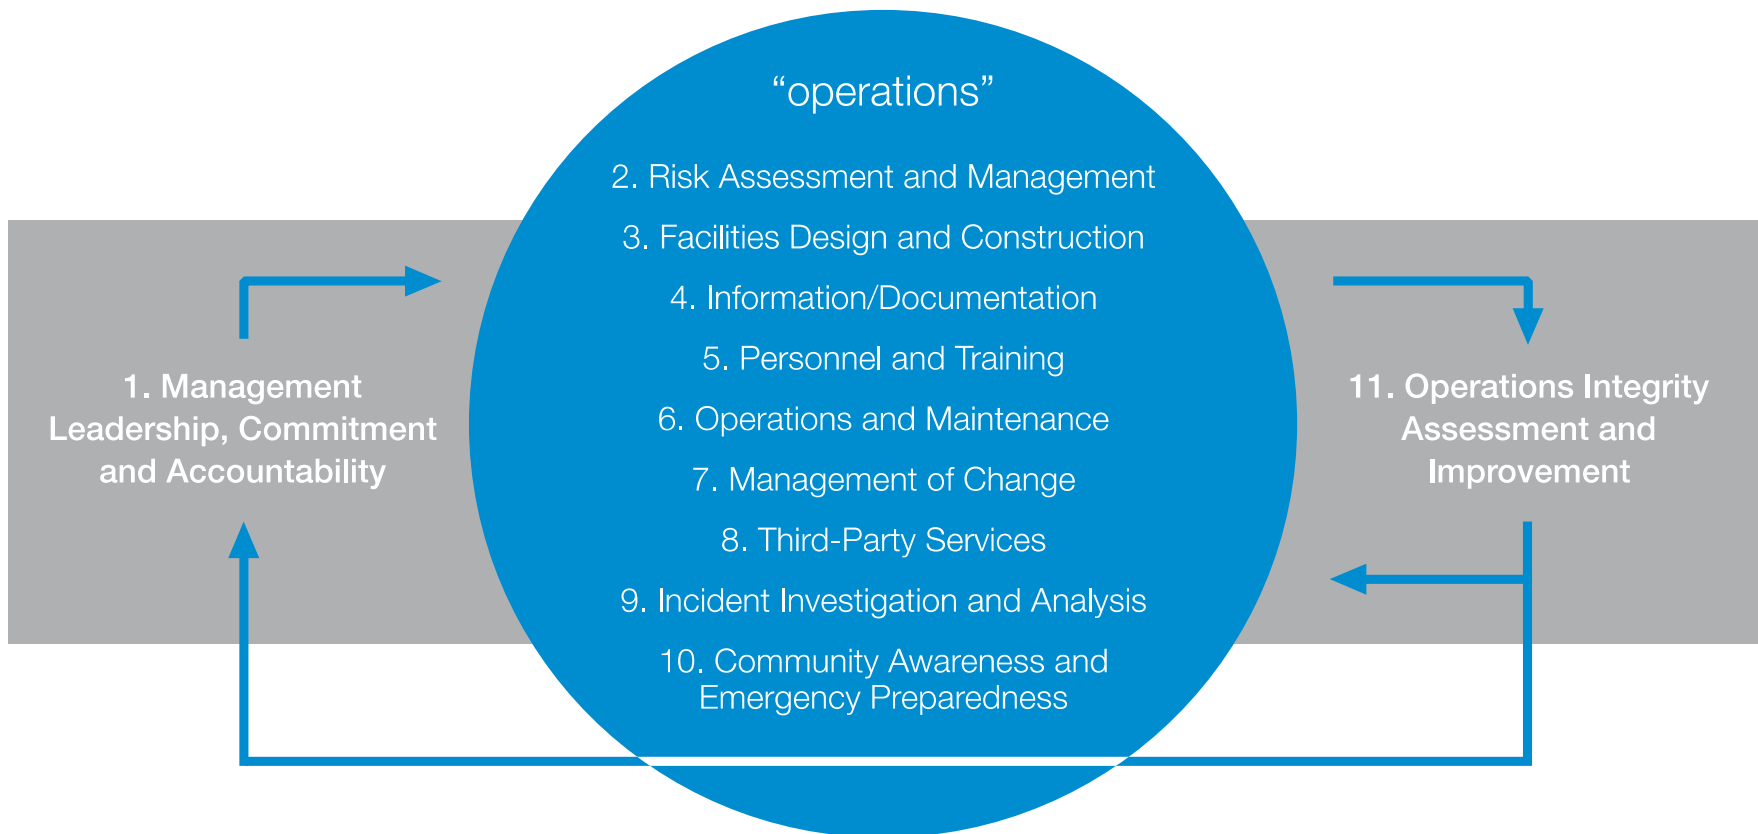 “operations”
2. Risk Assessment and Management
3. Facilities Design and Construction
4. Information/Documentation
5. Personnel and Training
6. Operations and Maintenance
7. Management of Change
8. Third-Party Services
9. Incident Investigation and Analysis
10. Community Awareness and
Emergency Preparedness
1. Management
Leadership, Commitment
and Accountability
11. Operations Integrity
Assessment and
Improvement